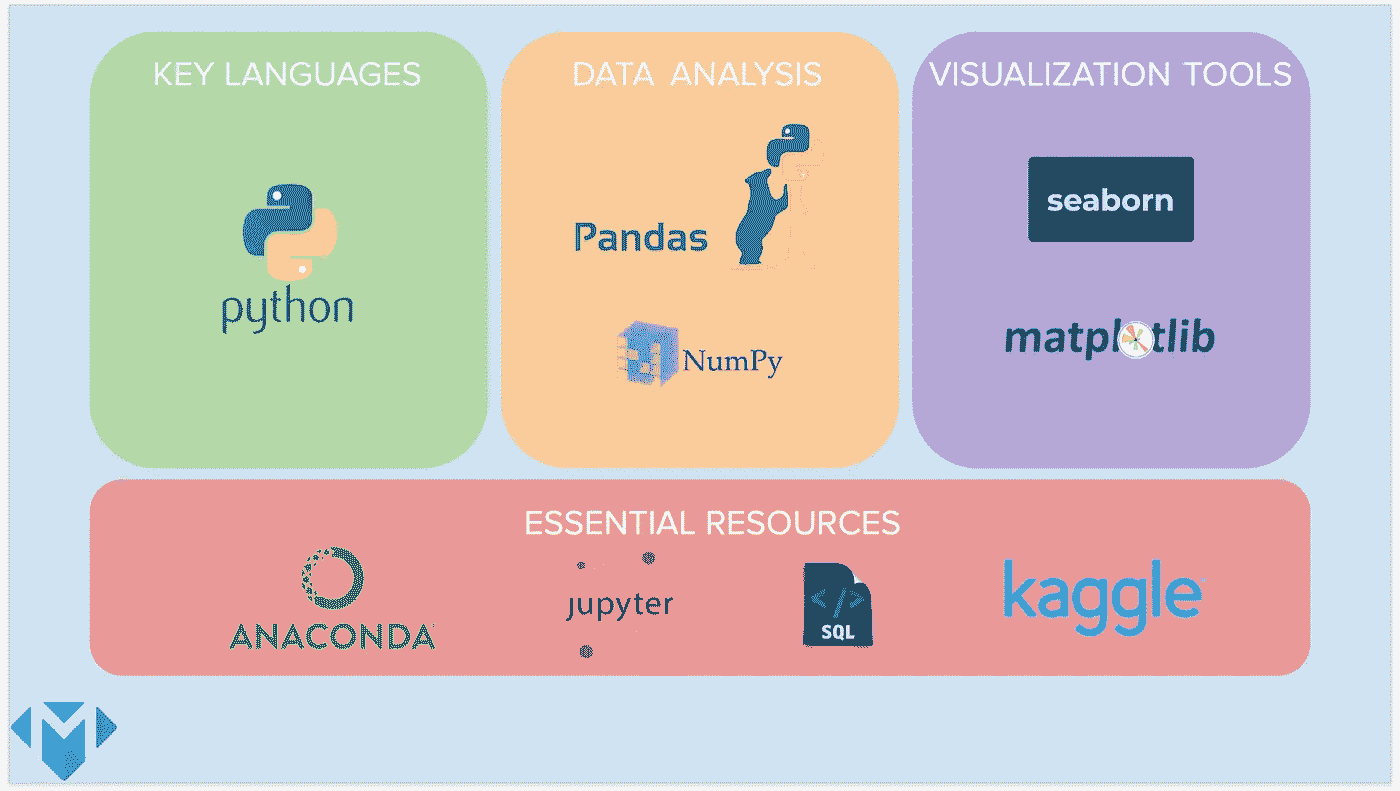 KEY LANGUAGES
python
DATA ANALYSIS
Pandas
NumPy
VISUALIZATION TOOLS
seaborn
matplotlib
ESSENTIAL RESOURCES
ANACONDA
jupyter
</>
SQL
kaggle